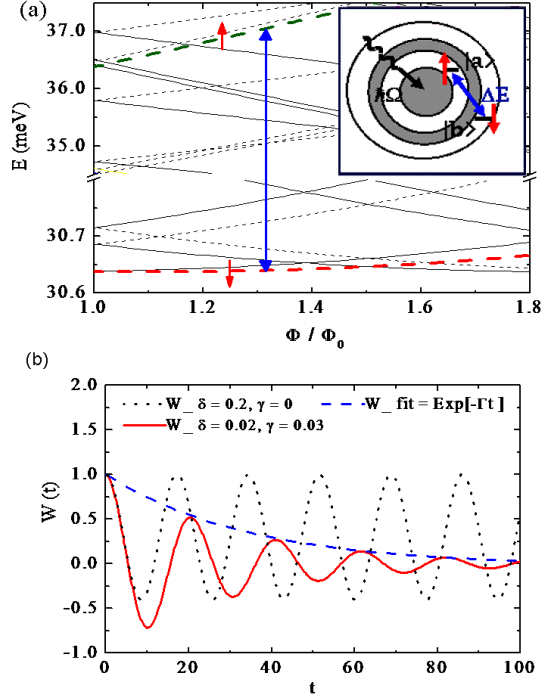 (a)
37.0
36.5
35.0
30.7
30.6
E (meV)
1.0
1.2
1.4
1.6
1.8
Φ / Φ₀
|a>
ħΩ
ΔE
|b>
(b)
2.0
1.5
1.0
0.5
0.0
-0.5
-1.0
W (t)
W_ δ = 0.2, γ = 0
W_ fit = Exp[-Γt ]
W_ δ = 0.02, γ = 0.03
0
20
40
60
80
100
t